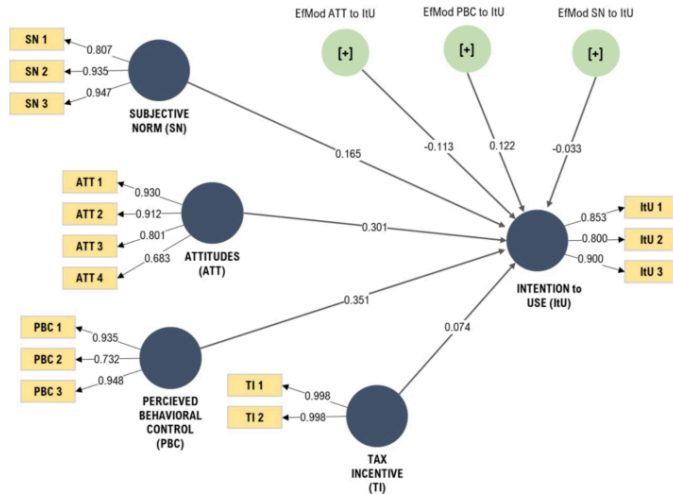 EfMod ATT to ItU
EfMod PBC to ItU
EfMod SN to ItU
[+]
[+]
[+]
SN 1
SN 2
SN 3
0.807
0.935
0.947
SUBJECTIVE
NORM (SN)
0.165
-0.113
0.122
-0.033
ATT 1
ATT 2
ATT 3
ATT 4
0.930
0.912
0.801
0.683
ATTITUDES
(ATT)
0.301
0.853
0.800
0.900
ItU 1
ItU 2
ItU 3
INTENTION to
USE (ItU)
PBC 1
PBC 2
PBC 3
0.935
0.732
0.948
PERCIEVED
BEHAVIORAL
CONTROL
(PBC)
0.351
0.074
TI 1
TI 2
0.998
0.998
TAX
INCENTIVE
(TI)